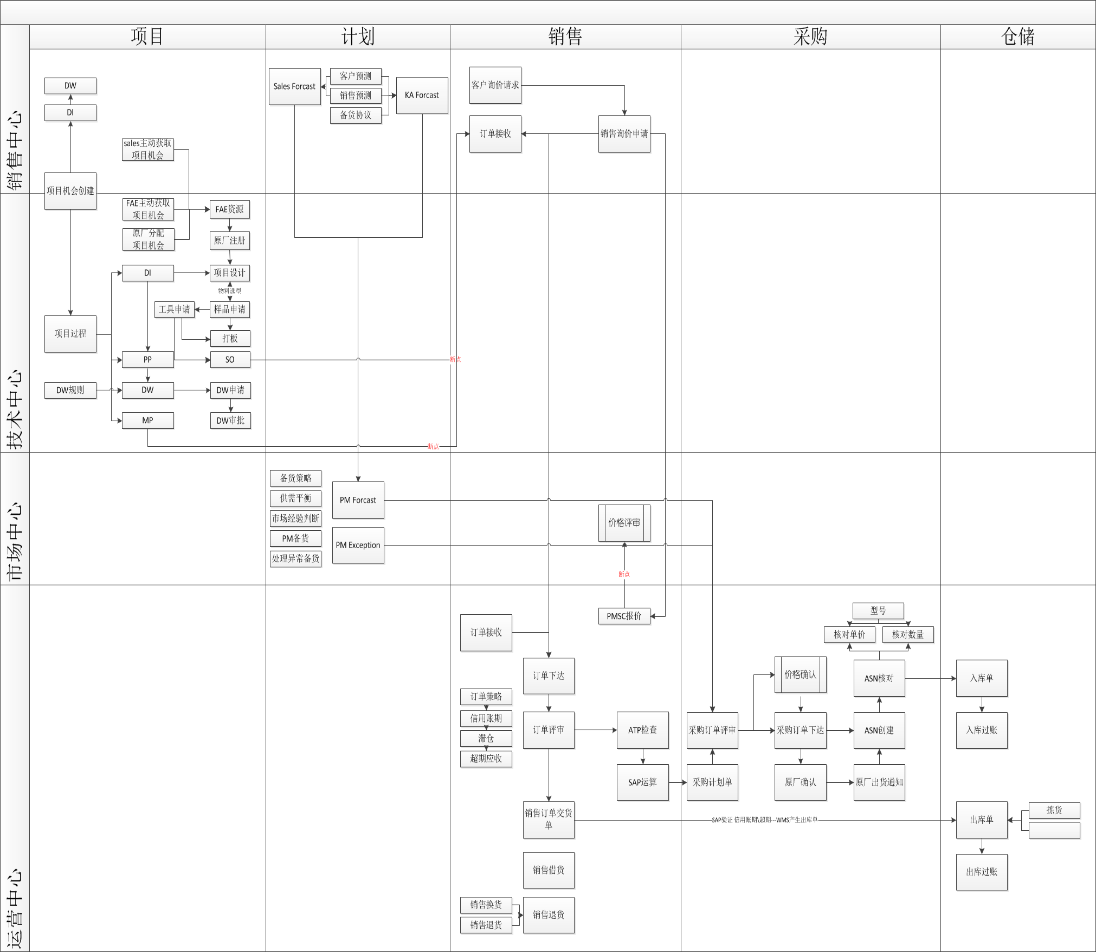 项目
计划
销售
采购
仓储
销售中心
DW
DI
项目机会创建
sales主动获取
项目机会
Sales Forcast
客户预测
销售预测
备货协议
KA Forcast
客户询价请求
订单接收
销售询价申请
技术中心
FAE主动获取
项目机会
原厂分配
项目机会
FAE资源
原厂注册
DI
项目设计
物料选型
工具申请
样品申请
打板
项目过程
PP
SO
断点
DW规则
DW
DW申请
MP
DW审批
断点
市场中心
备货策略
供需平衡
市场经验判断
PM备货
处理异常备货
PM Forcast
PM Exception
价格评审
断点
运营中心
PMSC报价
订单接收
订单下达
订单策略
信用账期
滞仓
超期应收
订单评审
ATP检查
SAP运算
采购订单评审
采购计划单
价格确认
采购订单下达
原厂确认
型号
核对单价
核对数量
ASN核对
ASN创建
原厂出货通知
入库单
入库过账
销售订单交货
单
出库单
拣货
出库过账
销售借货
销售换货
销售退货
销售退货